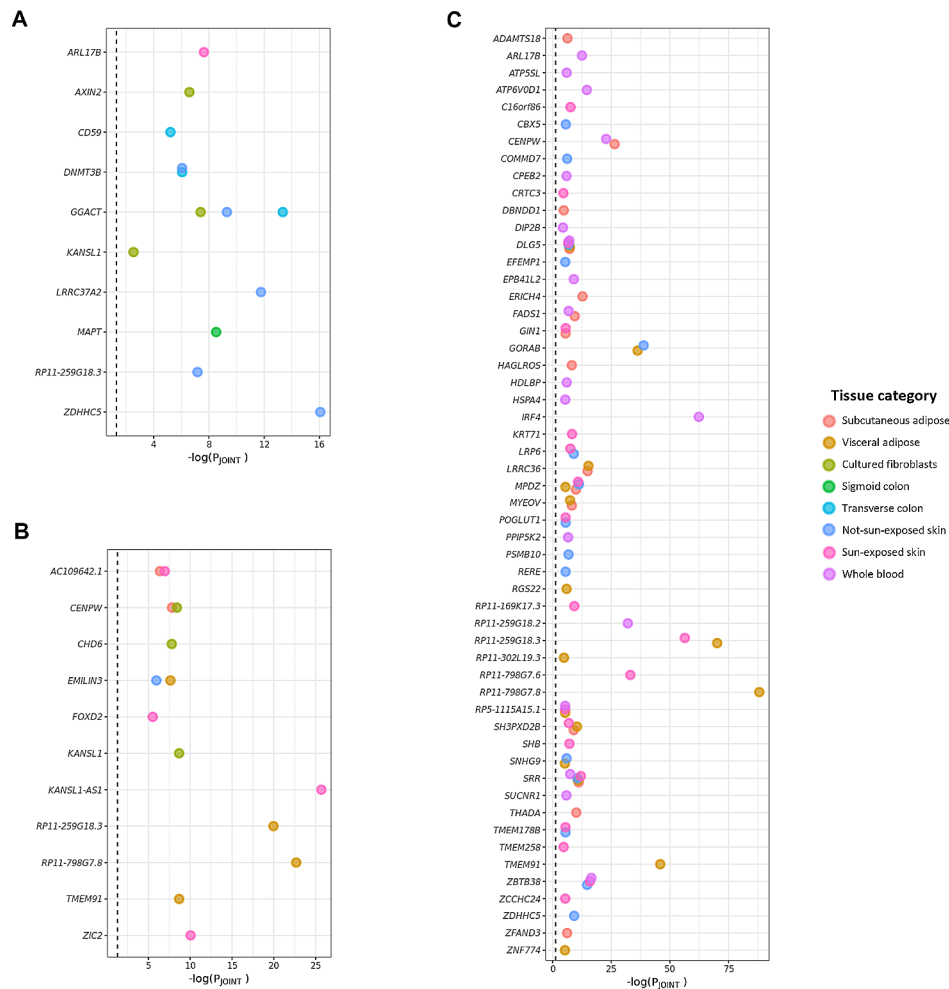 A
ARL17B
AXIN2
CD59
DNMT3B
GGACT
KANSL1
LRRC37A2
MAPT
RP11-259G18.3
ZDHHC5
4 8 12 16
-log(PJOINT )
B
AC109642.1
CENPW
CHD6
EMILIN3
FOXD2
KANSL1
KANSL1-AS1
RP11-259G18.3
RP11-798G7.8
TMEM91
ZIC2
5 10 15 20 25
-log(PJOINT )
C
ADAMTS18
ARL17B
ATP5SL
ATP6V0D1
C16orf86
CBX5
CENPW
COMMD7
CPEB2
CRTC3
DBNDD1
DIP2B
DLG5
EFEMP1
EPB41L2
ERICH4
FADS1
GIN1
GORAB
HAGLROS
HDLBP
HSPA4
IRF4
KRT71
LRP6
LRRC36
MPDZ
MYEOV
POGLUT1
PPIP5K2
PSMB10
RERE
RGS22
RP11-169K17.3
RP11-259G18.2
RP11-259G18.3
RP11-302L19.3
RP11-798G7.6
RP11-798G7.8
RP5-1115A15.1
SH3PXD2B
SHB
SNHG9
SRR
SUCNR1
THADA
TMEM178B
TMEM258
TMEM91
ZBTB38
ZCCHC24
ZDHHC5
ZFAND3
ZNF774
0 25 50 75
-log(PJOINT )
Tissue category
Subcutaneous adipose
Visceral adipose
Cultured fibroblasts
Sigmoid colon
Transverse colon
Not-sun-exposed skin
Sun-exposed skin
Whole blood